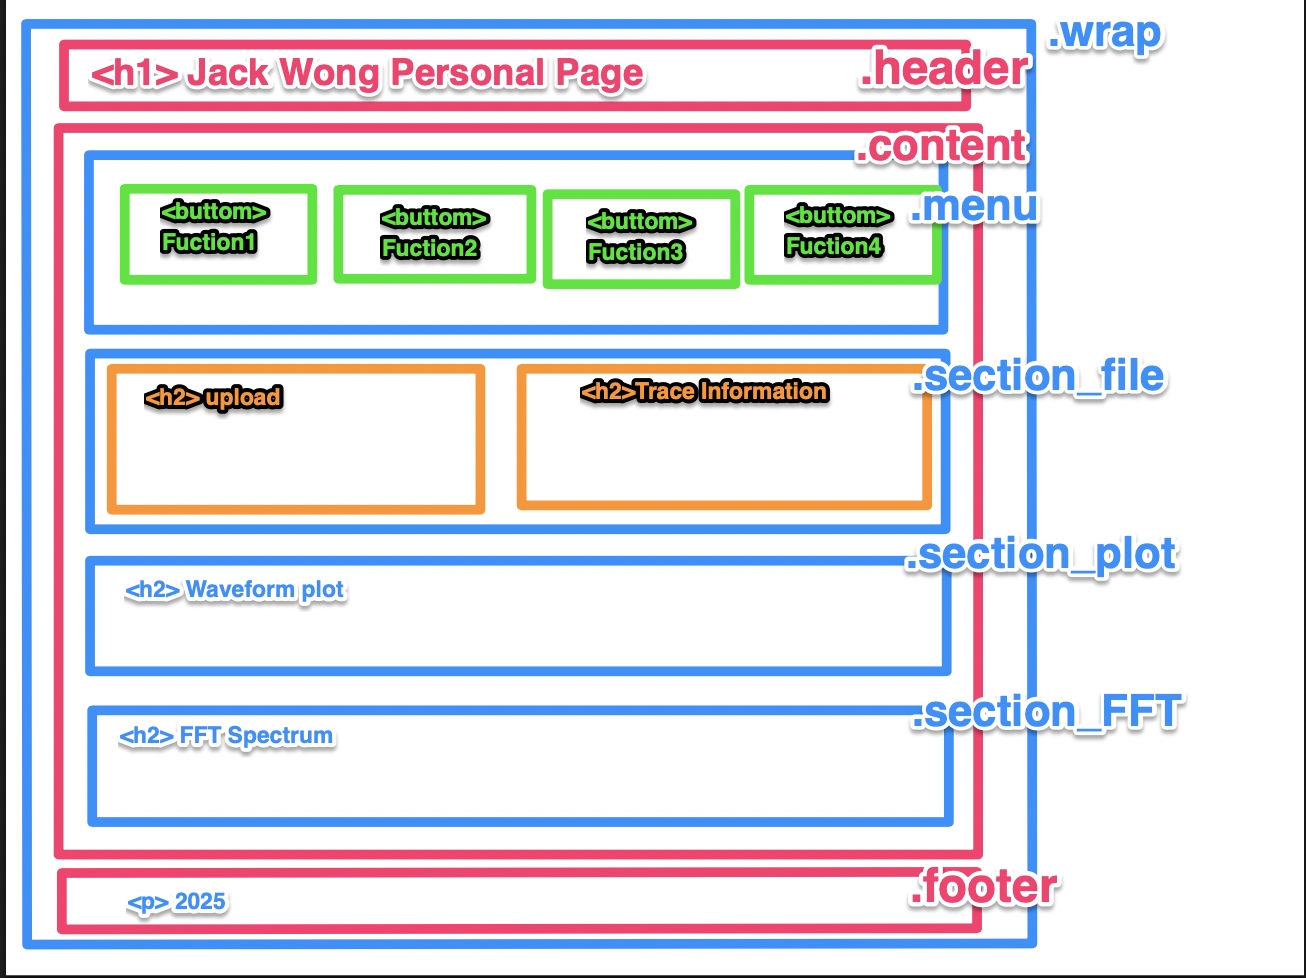 .wrap
<h1> Jack Wong Personal Page
.header
.content
.menu
<buttom>
Fuction1
<buttom>
Fuction2
<buttom>
Fuction3
<buttom>
Fuction4
.section_file
<h2> upload
<h2>Trace Information
.section_plot
<h2> Waveform plot
.section_FFT
<h2> FFT Spectrum
.footer
<p> 2025